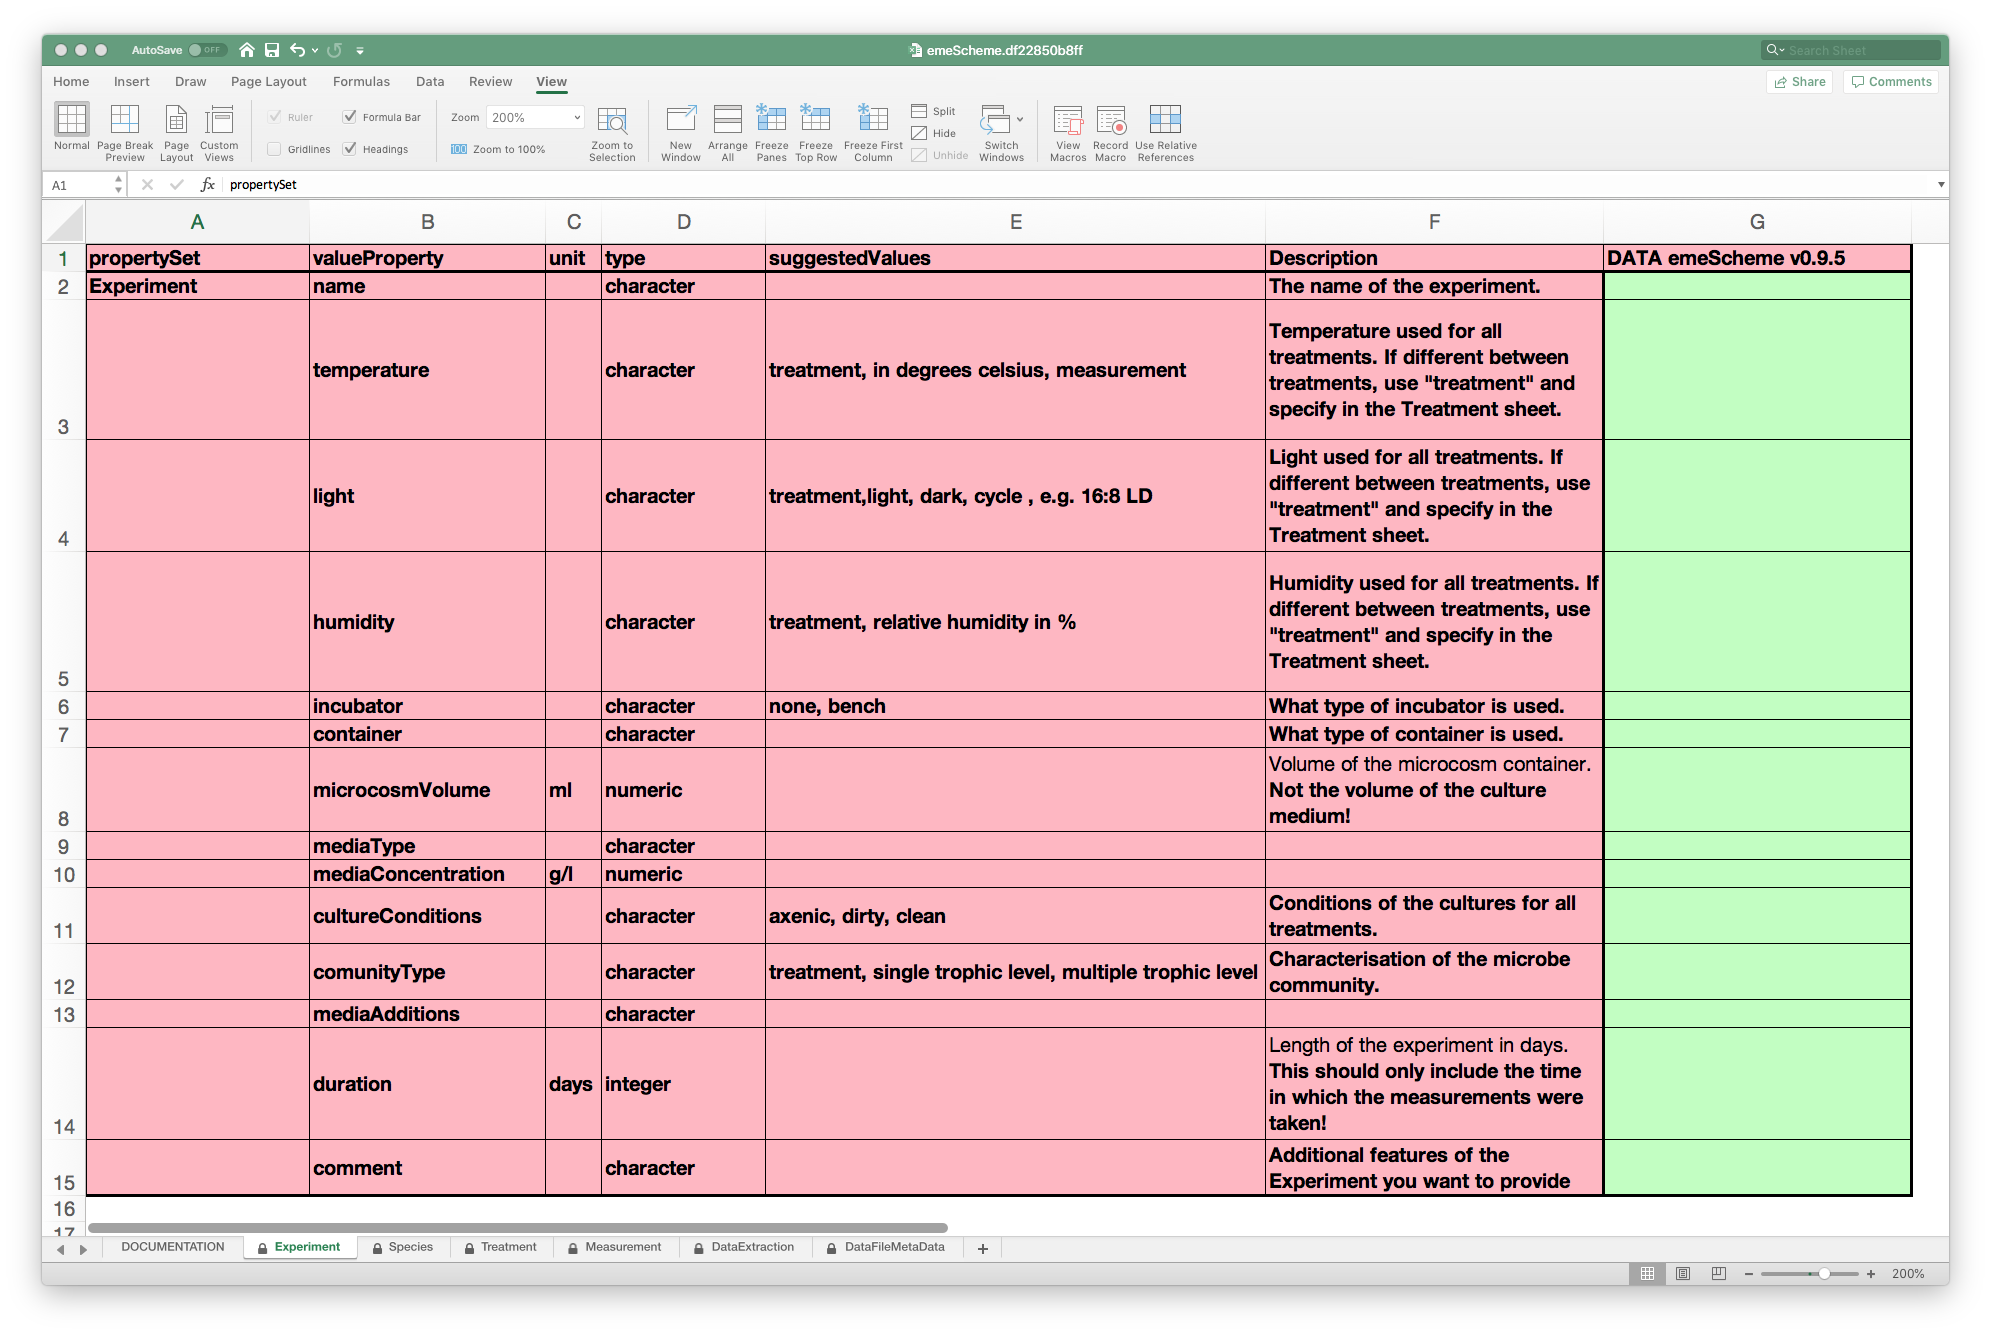 AutoSave OFF emeScheme.df22850b8ff Search Sheet
Home Insert Draw Page Layout Formulas Data Review View Share Comments
Normal Page Break Preview Page Layout Custom Views
Ruler Formula Bar
Gridlines Headings
Zoom 200%
100 Zoom to 100%
Zoom to Selection
New Window Arrange All Freeze Panes Freeze Top Row Freeze First Column
Split
Hide
Unhide
Switch Windows View Macros Record Macro Use Relative References
A1 fx propertySet
A B C D E F G
1 propertySet valueProperty unit type suggestedValues Description DATA emeScheme v0.9.5
2 Experiment name character The name of the experiment.
3 temperature character treatment, in degrees celsius, measurement Temperature used for all
treatments. If different between
treatments, use "treatment" and
specify in the Treatment sheet.
4 light character treatment,light, dark, cycle , e.g. 16:8 LD Light used for all treatments. If
different between treatments, use
"treatment" and specify in the
Treatment sheet.
5 humidity character treatment, relative humidity in % Humidity used for all treatments. If
different between treatments, use
"treatment" and specify in the
Treatment sheet.
6 incubator character none, bench What type of incubator is used.
7 container character What type of container is used.
8 microcosmVolume ml numeric Volume of the microcosm container.
Not the volume of the culture
medium!
9 mediaType character
10 mediaConcentration g/l numeric
11 cultureConditions character axenic, dirty, clean Conditions of the cultures for all
treatments.
12 comunityType character treatment, single trophic level, multiple trophic level Characterisation of the microbe
community.
13 mediaAdditions character
14 duration days integer Length of the experiment in days.
This should only include the time
in which the measurements were
taken!
15 comment character Additional features of the
Experiment you want to provide
16
17
DOCUMENTATION Experiment Species Treatment Measurement DataExtraction DataFileMetaData +
200%